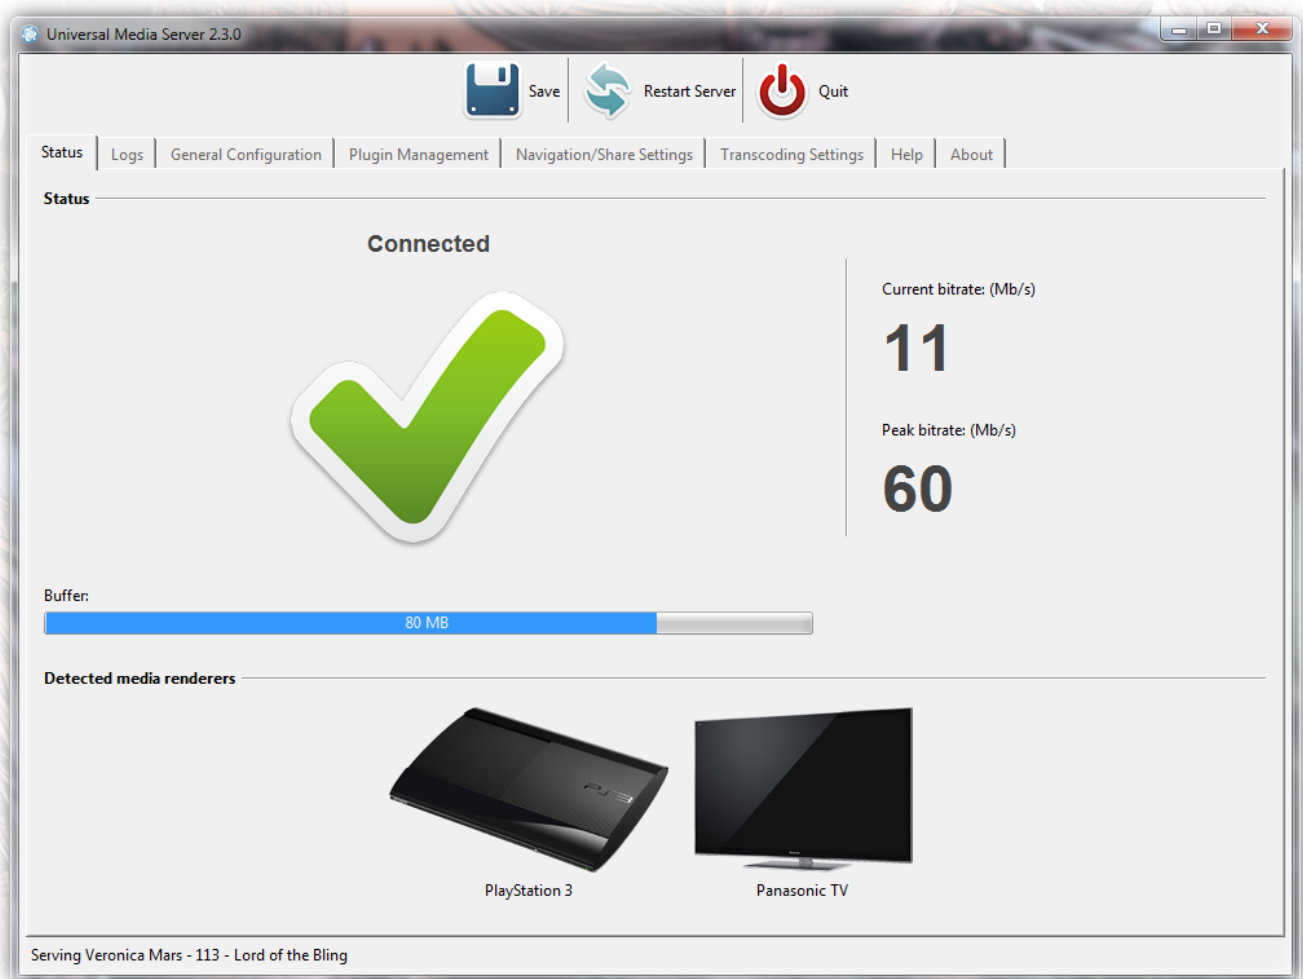 Universal Media Server 2.3.0
Save
Restart Server
Quit
Status
Logs
General Configuration
Plugin Management
Navigation/Share Settings
Transcoding Settings
Help
About
Status
Connected
Current bitrate: (Mb/s)
11
Peak bitrate: (Mb/s)
60
Buffer:
80 MB
Detected media renderers
PS3
PlayStation 3
Panasonic TV
Serving Veronica Mars - 113 - Lord of the Bling